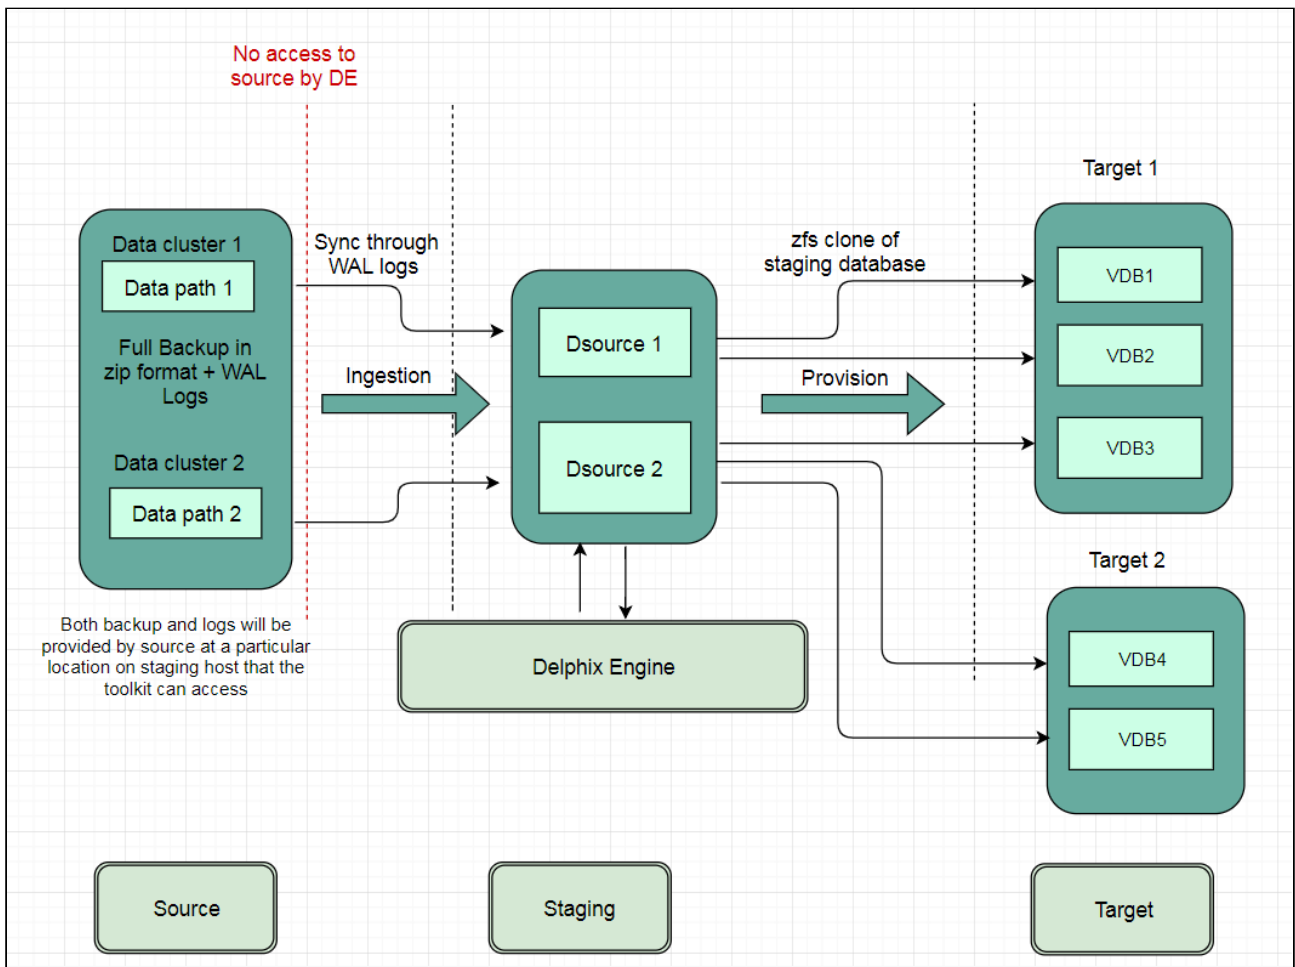 No access to
source by DE
Target 1
Data cluster 1
Data path 1
Full Backup in
zip format + WAL
Logs
Data cluster 2
Data path 2
Sync through
WAL logs
Ingestion
Dsource 1
Dsource 2
zfs clone of
staging database
Provision
VDB1
VDB2
VDB3
Target 2
VDB4
VDB5
Both backup and logs will be
provided by source at a particular
location on staging host that the
toolkit can access
Delphix Engine
Source
Staging
Target